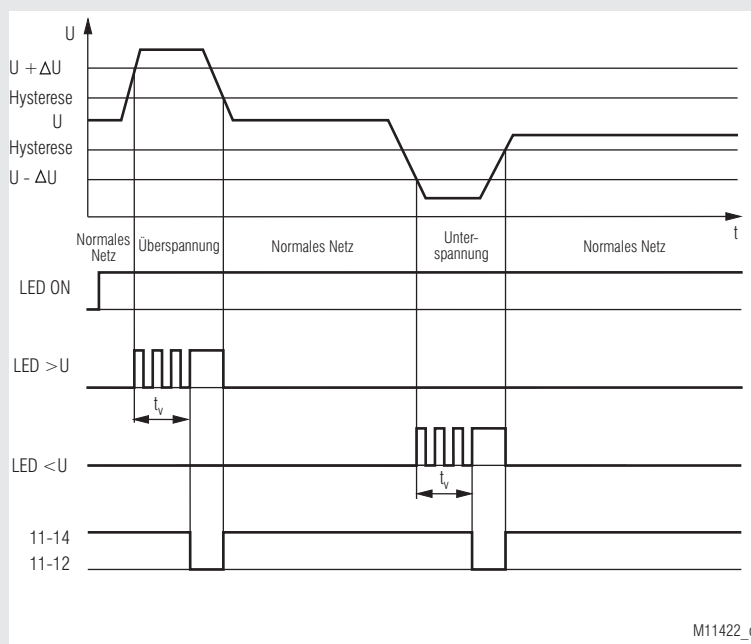 U
U + ΔU
Hysterese
U
Hysterese
U - ΔU
t
Normales
Netz
Überspannung
Normales Netz
Unter-
spannung
Normales Netz
LED ON
LED >U
tv
LED <U
tv
11-14
11-12
M11422_